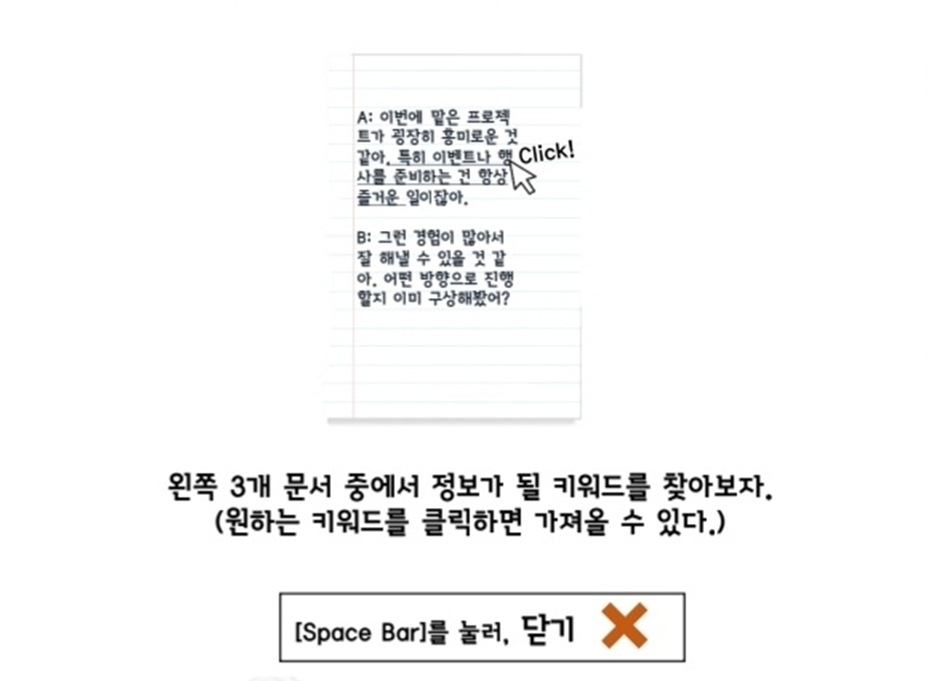 A: 이번에 맡은 프로젝
트가 굉장히 흥미로운 것
같아. 특히 이벤트나 행
사를 준비하는 건 항상
즐거운 일이잖아.
Click!
B: 그런 경험이 많아서
잘 해낼 수 있을 것 같
아. 어떤 방향으로 진행
할지 이미 구상해봤어?
왼쪽 3개 문서 중에서 정보가 될 키워드를 찾아보자.
(원하는 키워드를 클릭하면 가져올 수 있다.)
[Space Bar]를 눌러, 닫기